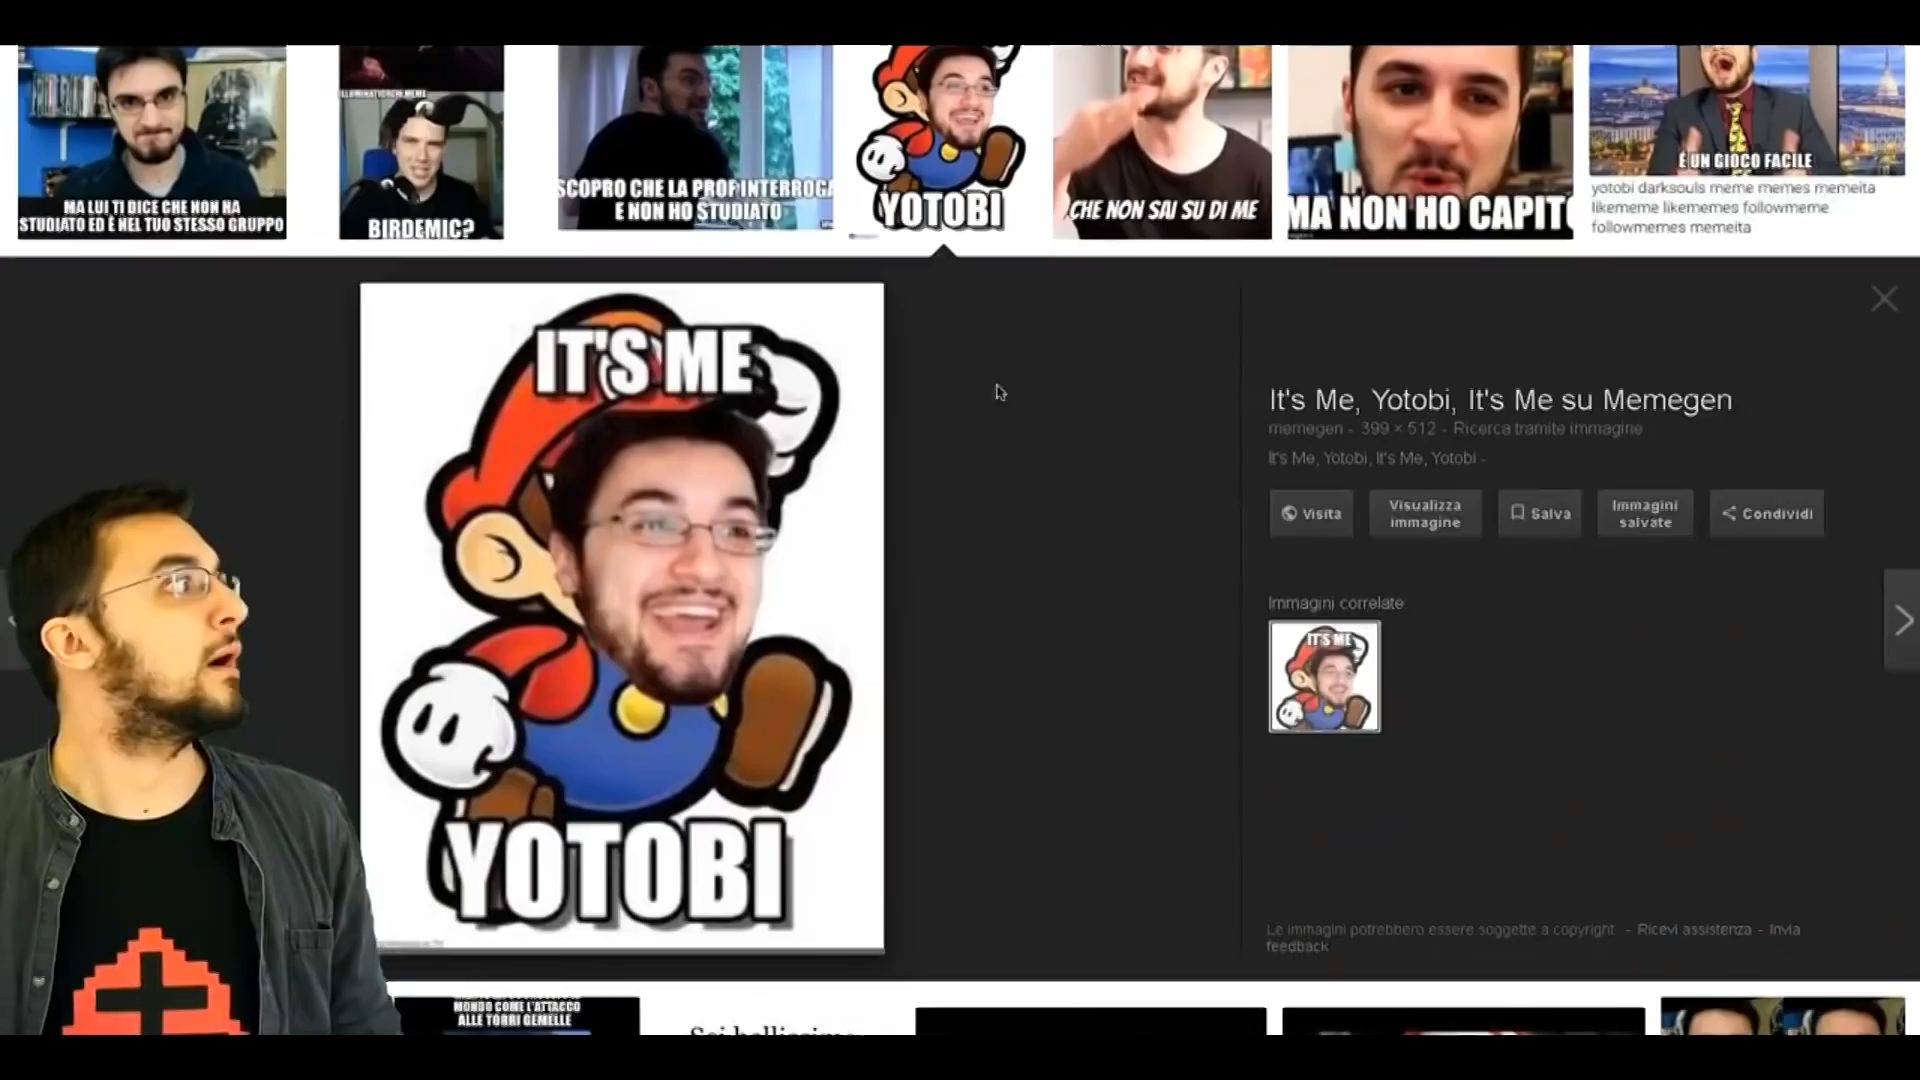 MA LUI TI DICE CHE NON HA
STUDIATO ED È NEL TUO STESSO GRUPPO
BIRDEMIC?
SCOPRO CHE LA PROF INTERROGA
E NON HO STUDIATO
YOTOBI
CHE NON SAI SU DI ME
MA NON HO CAPITO
È UN GIOCO FACILE
yotobi darksouls meme memes memeita
likememe likememes followmeme
followmemes memeita
IT'S ME
YOTOBI
It's Me, Yotobi, It's Me su Memegen
memegen - 399 × 512 - Ricerca tramite immagine
It's Me, Yotobi, It's Me, Yotobi -
Visita
Visualizza
immagine
Salva
Immagini
salvate
Condividi
Immagini correlate:
IT'S ME
Le immagini potrebbero essere soggette a copyright. - Ricevi assistenza - Invia
feedback
MONDO COME L'ATTACCO
ALLE TORRI GEMELLE